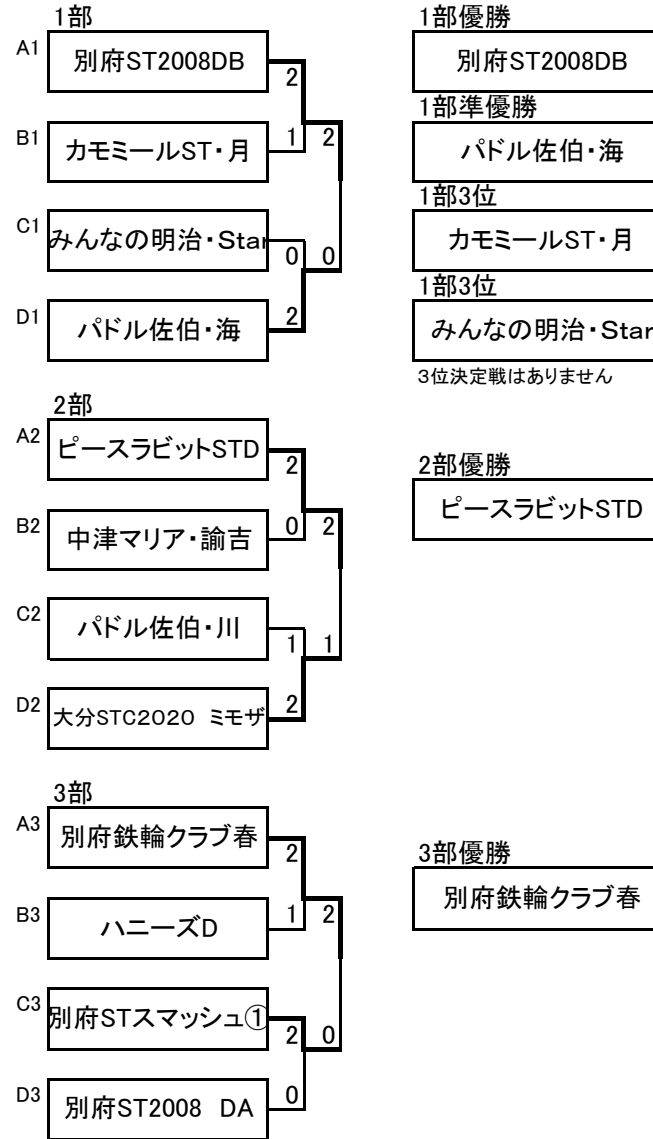 1部
1部優勝
A1
別府ST2008DB
2
別府ST2008DB
1部準優勝
B1
カモミールST・月
1
2
パドル佐伯・海
1部3位
C1
みんなの明治・Star
0
0
カモミールST・月
1部3位
D1
パドル佐伯・海
2
みんなの明治・Star
3位決定戦はありません
2部
A2
ピースラビットSTD
2
2部優勝
B2
中津マリア・諭吉
0
2
ピースラビットSTD
C2
パドル佐伯・川
1
1
D2
大分STC2020 ミモザ
2
3部
A3
別府鉄輪クラブ春
2
3部優勝
B3
ハニーズD
1
2
別府鉄輪クラブ春
C3
別府STスマッシュ①
2
0
D3
別府ST2008 DA
0